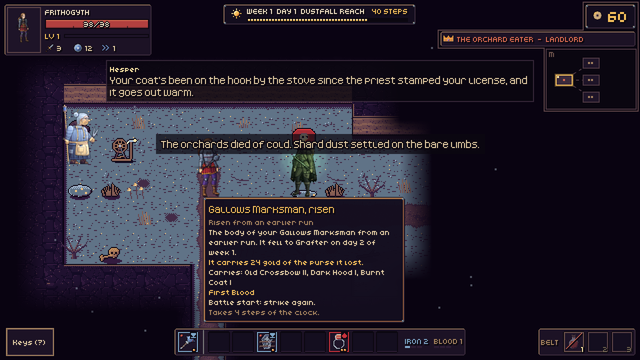 FRITHOGYTH
38/38
LV 1
9 12 1
WEEK 1 DAY 1 DUSTFALL REACH 40 STEPS
60
THE ORCHARD EATER - LANDLORD
M
Hesper
Your coat's been on the hook by the stove since the priest stamped your license, and
it goes out warm.
The orchards died of cold. Shard dust settled on the bare limbs.
Gallows Marksman, risen
Risen from an earlier run
The body of your Gallows Marksman from an
earlier run. It fell to Grafter on day 2 of
week 1.
It carries 24 gold of the purse it lost.
Carries: Old Crossbow II, Dark Hood I, Burnt
Coat I
First Blood
Battle start: strike again.
Takes 4 steps of the clock.
Keys (?)
IRON 2 BLOOD 1
BELT 1 2 3